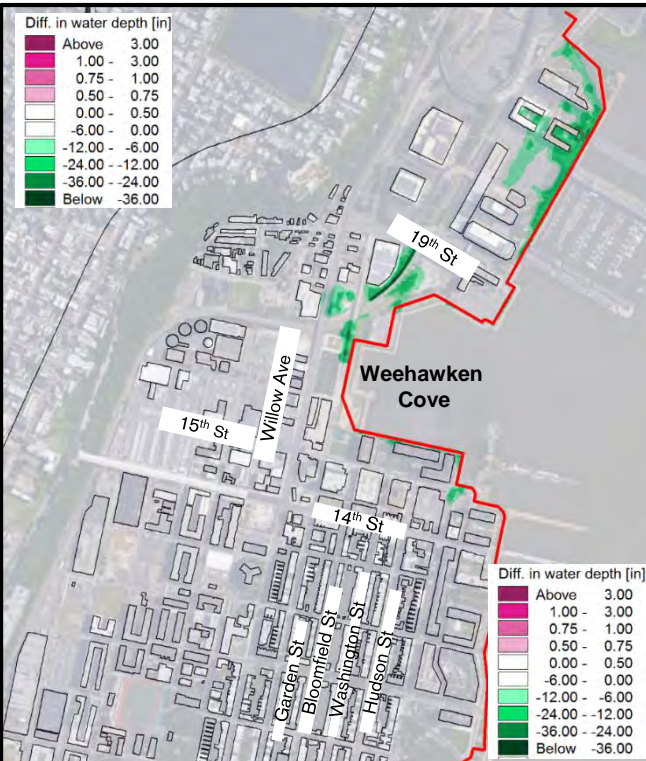 Diff. in water depth [in]
Above 3.00
1.00 - 3.00
0.75 - 1.00
0.50 - 0.75
0.00 - 0.50
-6.00 - 0.00
-12.00 - -6.00
-24.00 - -12.00
-36.00 - -24.00
Below -36.00
19th St
Weehawken
Cove
Willow Ave
15th St
14th St
Garden St
Bloomfield St
Washington St
Hudson St
Diff. in water depth [in]
Above 3.00
1.00 - 3.00
0.75 - 1.00
0.50 - 0.75
0.00 - 0.50
-6.00 - 0.00
-12.00 - -6.00
-24.00 - -12.00
-36.00 - -24.00
Below -36.00